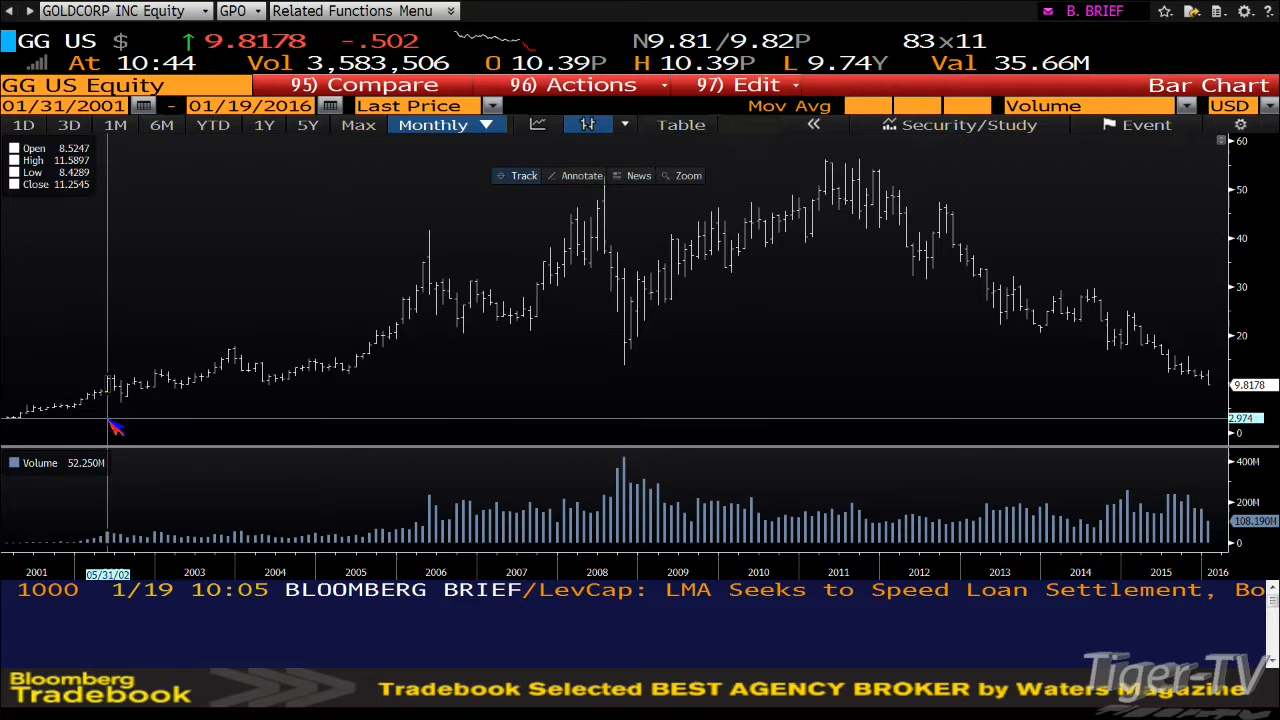 GOLDCORP INC Equity GPO Related Functions Menu B. BRIEF
GG US $ ↑ 9.8178 -.502 N9.81/9.82P 83x11
At 10:44 Vol 3,583,506 O 10.39P H 10.39P L 9.74Y Val 35.66M
GG US Equity 95) Compare 96) Actions 97) Edit Bar Chart
01/31/2001 - 01/19/2016 Last Price Mov Avg Volume USD
1D 3D 1M 6M YTD 1Y 5Y Max Monthly ▼ Table « Security/Study Event
Open 8.5247
High 11.5897
Low 8.4289
Close 11.2545
Track Annotate News Zoom
60
50
40
30
20
9.8178
2.974
0
Volume 52.250M
400M
200M
108.190M
0
2001 05/31/02 2003 2004 2005 2006 2007 2008 2009 2010 2011 2012 2013 2014 2015 2016
1000 1/19 10:05 BLOOMBERG BRIEF/LevCap: LMA Seeks to Speed Loan Settlement, Bo
Bloomberg
Tradebook
Tradebook Selected BEST AGENCY BROKER by Waters Magazine
Tiger-TV